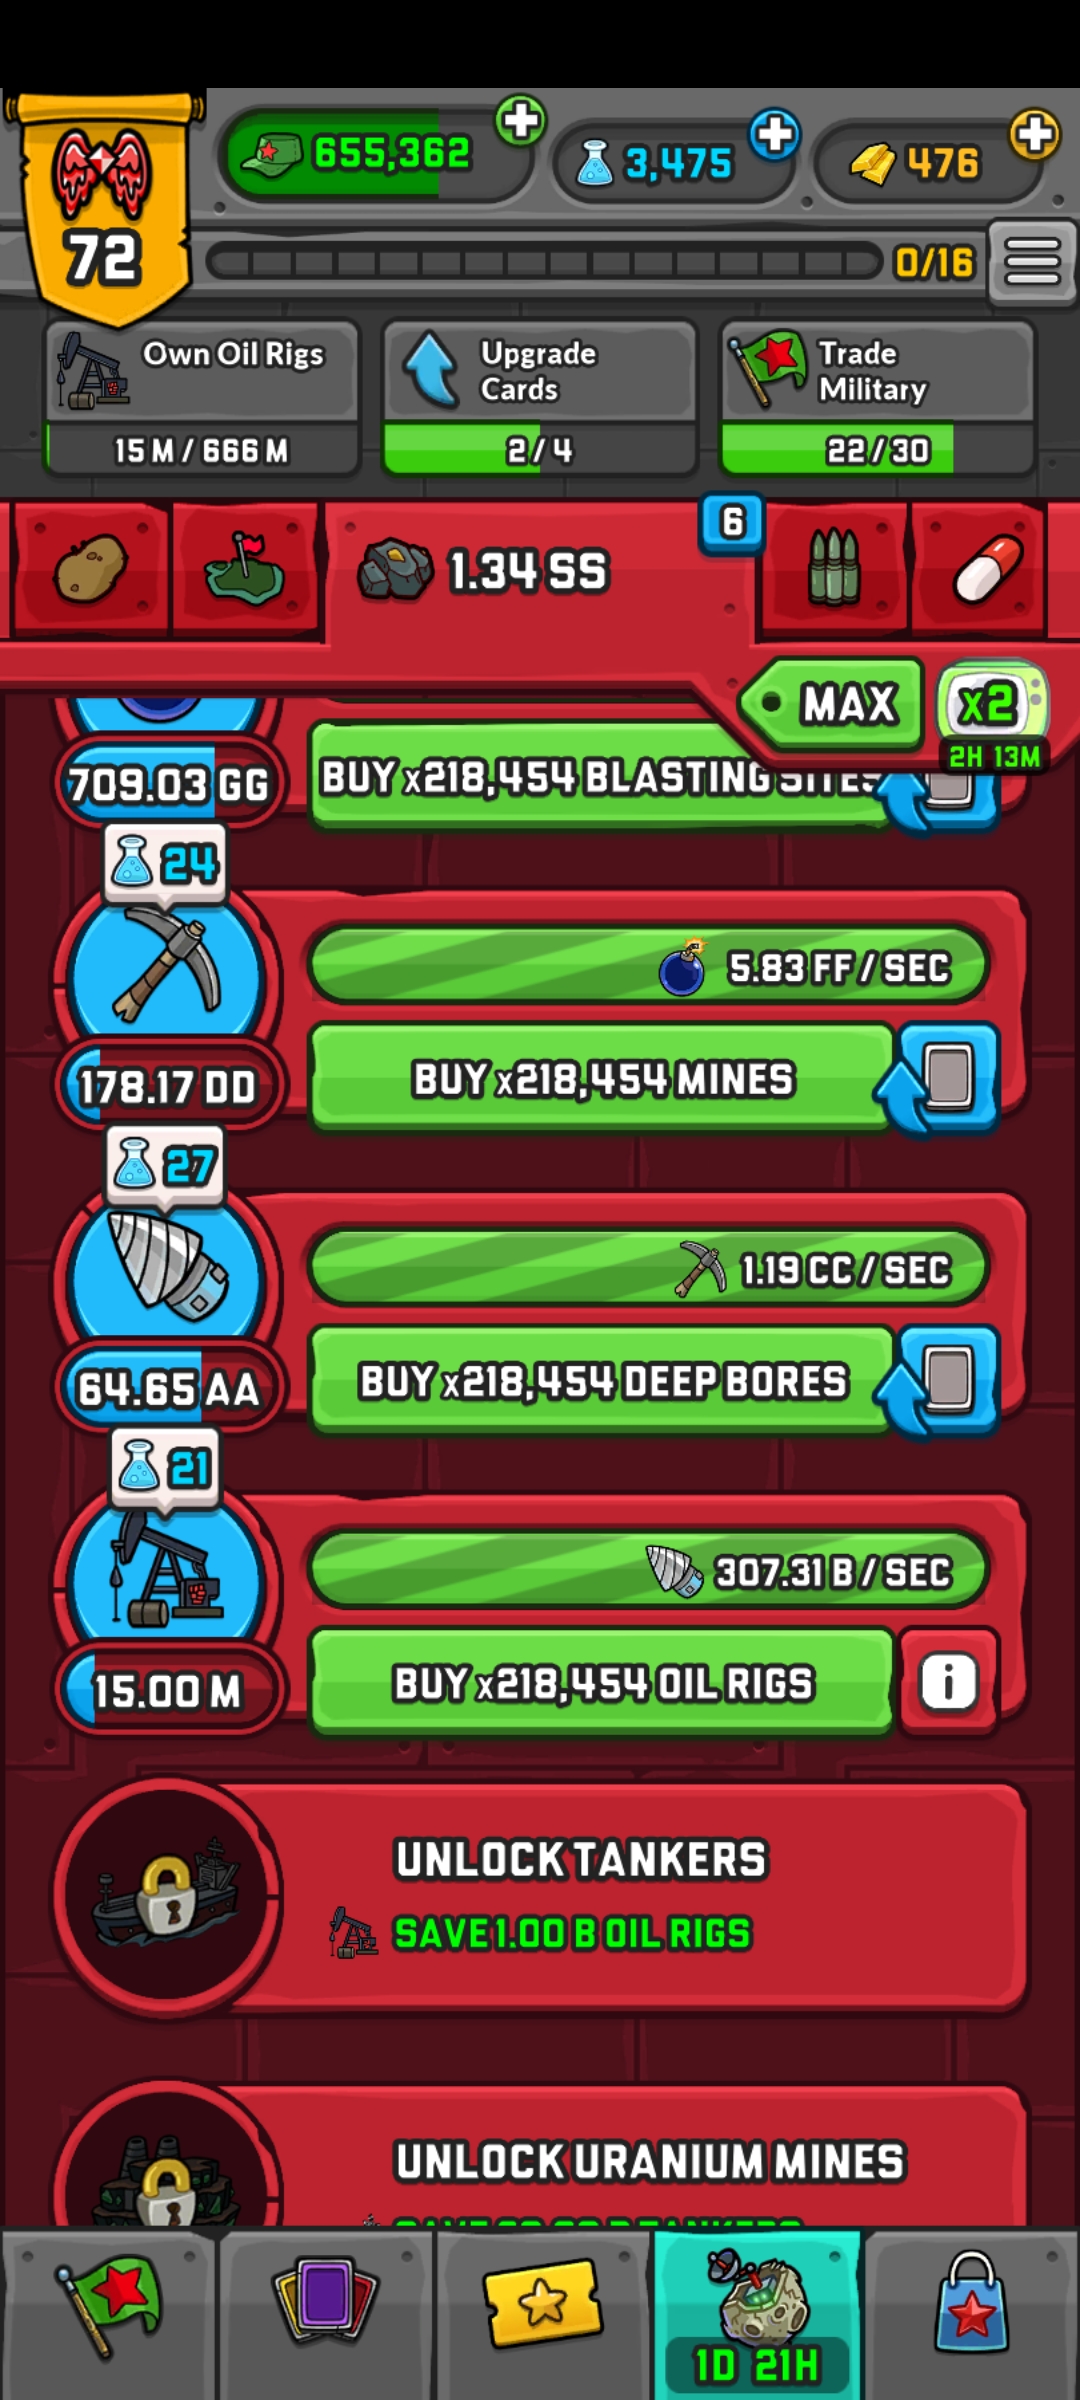 655,362
3,475
476
72
0/16
Own Oil Rigs
15 M / 666 M
Upgrade
Cards
2 / 4
Trade
Military
22 / 30
1.34 SS
6
MAX
x2
2H 13M
709.03 GG
BUY x218,454 BLASTING SITES
24
5.83 FF / SEC
178.17 DD
BUY x218,454 MINES
27
1.19 CC / SEC
64.65 AA
BUY x218,454 DEEP BORES
21
307.31 B / SEC
15.00 M
BUY x218,454 OIL RIGS
i
UNLOCK TANKERS
SAVE 1.00 B OIL RIGS
UNLOCK URANIUM MINES
1D 21H